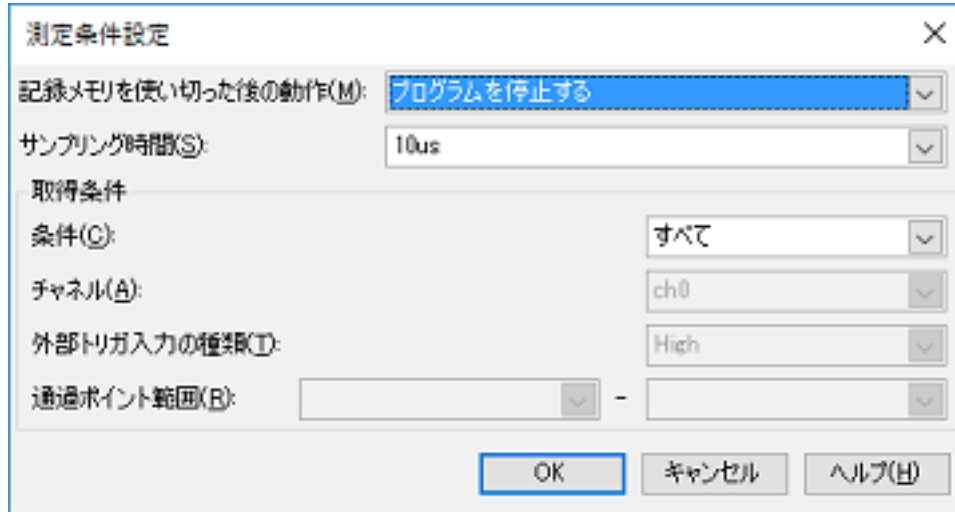 測定条件設定
記録メモリを使い切った後の動作(M): プログラムを停止する
サンプリング時間(S): 10us
取得条件
条件(C): すべて
チャネル(A): ch0
外部トリガ入力の種類(T): High
通過ポイント範囲(R): -
OK キャンセル ヘルプ(H)